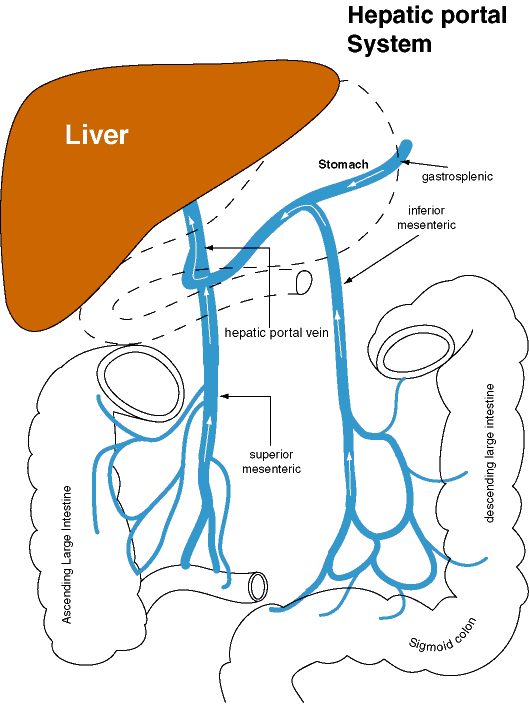 Hepatic portal
System
Liver
Stomach
gastrosplenic
inferior
mesenteric
hepatic portal vein
superior
mesenteric
Ascending Large Intestine
descending large intestine
Sigmoid colon